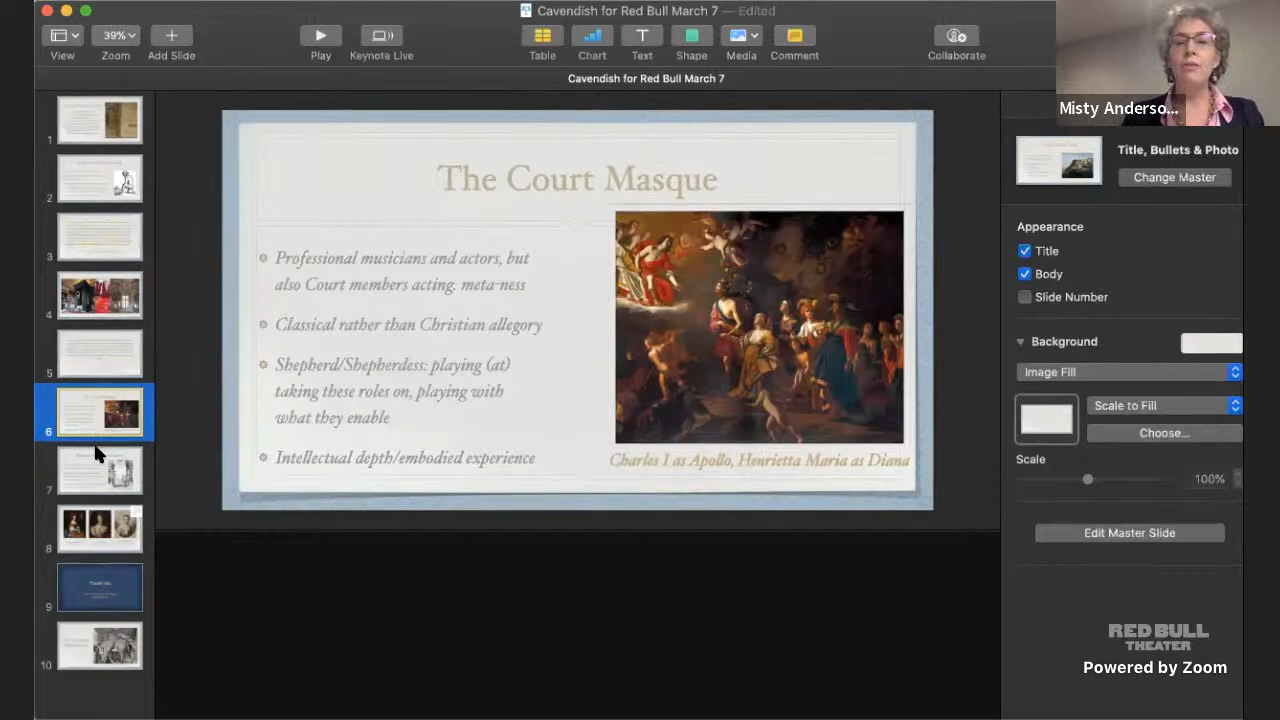 Cavendish for Red Bull March 7 — Edited
39%
View
Zoom
Add Slide
Play
Keynote Live
Table
Chart
Text
Shape
Media
Comment
Collaborate
Cavendish for Red Bull March 7
Misty Anderso...
1
2
3
4
5
6
7
8
9
10
Thank you
The Court Masque
Professional musicians and actors, but
also Court members acting: meta-ness
Classical rather than Christian allegory
Shepherd/Shepherdess: playing (at)
taking these roles on, playing with
what they enable
Intellectual depth/embodied experience
Charles I as Apollo, Henrietta Maria as Diana
Title, Bullets & Photo
Change Master
Appearance
Title
Body
Slide Number
Background
Image Fill
Scale to Fill
Choose...
Scale
100%
Edit Master Slide
RED BULL
THEATER
Powered by Zoom